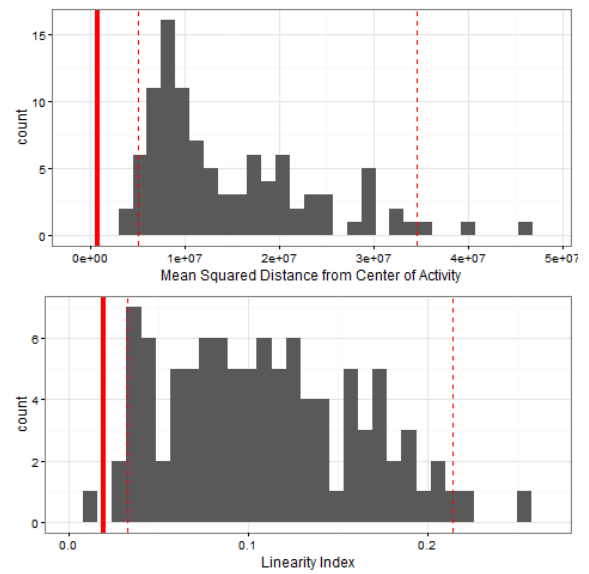 15
10
5
0
count
0e+00 1e+07 2e+07 3e+07 4e+07 5e+07
Mean Squared Distance from Center of Activity
6
4
2
0
count
0.0 0.1 0.2
Linearity Index